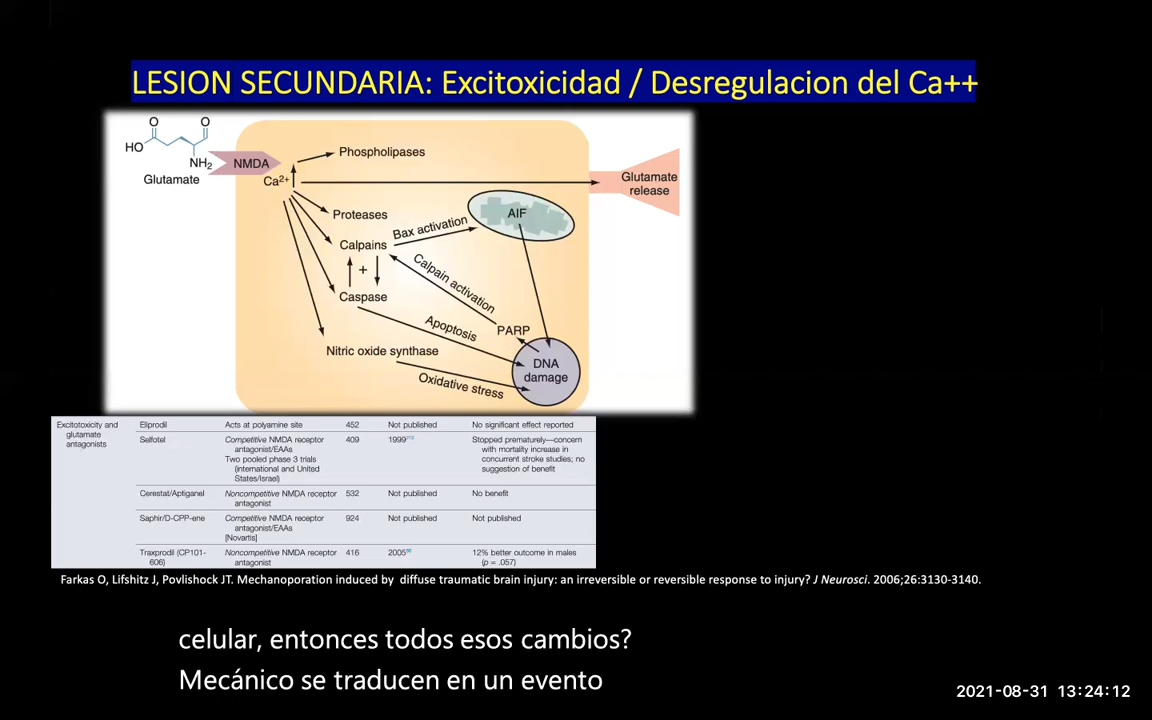 LESION SECUNDARIA: Excitoxicidad / Desregulacion del Ca++
O O
HO
NH₂
Glutamate
NMDA
Ca²⁺
Phospholipases
Glutamate
release
Proteases
Calpains
Bax activation
AIF
+
Calpain activation
Caspase
Apoptosis
PARP
Nitric oxide synthase
Oxidative stress
DNA
damage
Excitotoxicity and
glutamate
antagonists
Eliprodil Acts at polyamine site 452 Not published No significant effect reported
Selfotel Competitive NMDA receptor 409 1999²¹² Stopped prematurely—concern
antagonist/EAAs with mortality increase in
Two pooled phase 3 trials concurrent stroke studies; no
(international and United suggestion of benefit
States/Israel)
Cerestat/Aptiganel Noncompetitive NMDA receptor 532 Not published No benefit
antagonist
Saphir/D-CPP-ene Competitive NMDA receptor 924 Not published Not published
antagonist/EAAs
[Novartis]
Traxprodil (CP101- Noncompetitive NMDA receptor 416 2005 12% better outcome in males
606) antagonist (p = .057)
Farkas O, Lifshitz J, Povlishock JT. Mechanoporation induced by diffuse traumatic brain injury: an irreversible or reversible response to injury? J Neurosci. 2006;26:3130-3140.
celular, entonces todos esos cambios?
Mecánico se traducen en un evento
2021-08-31 13:24:12